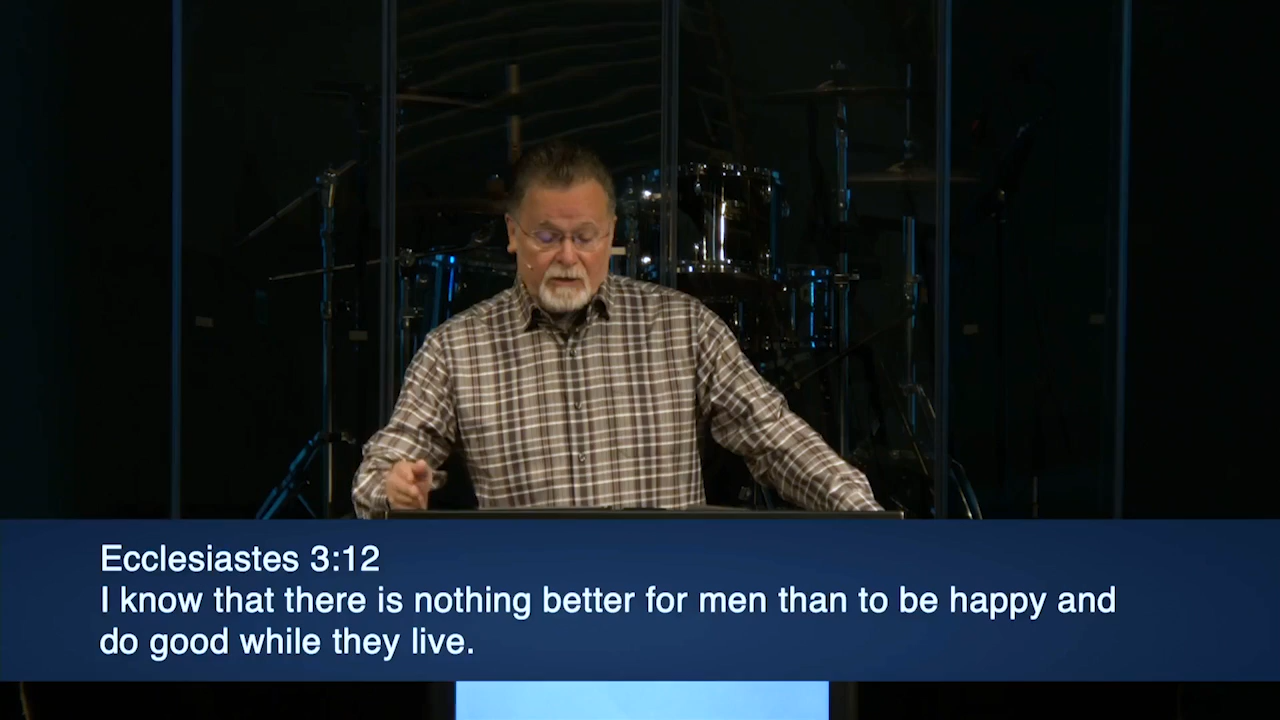 Ecclesiastes 3:12
I know that there is nothing better for men than to be happy and
do good while they live.